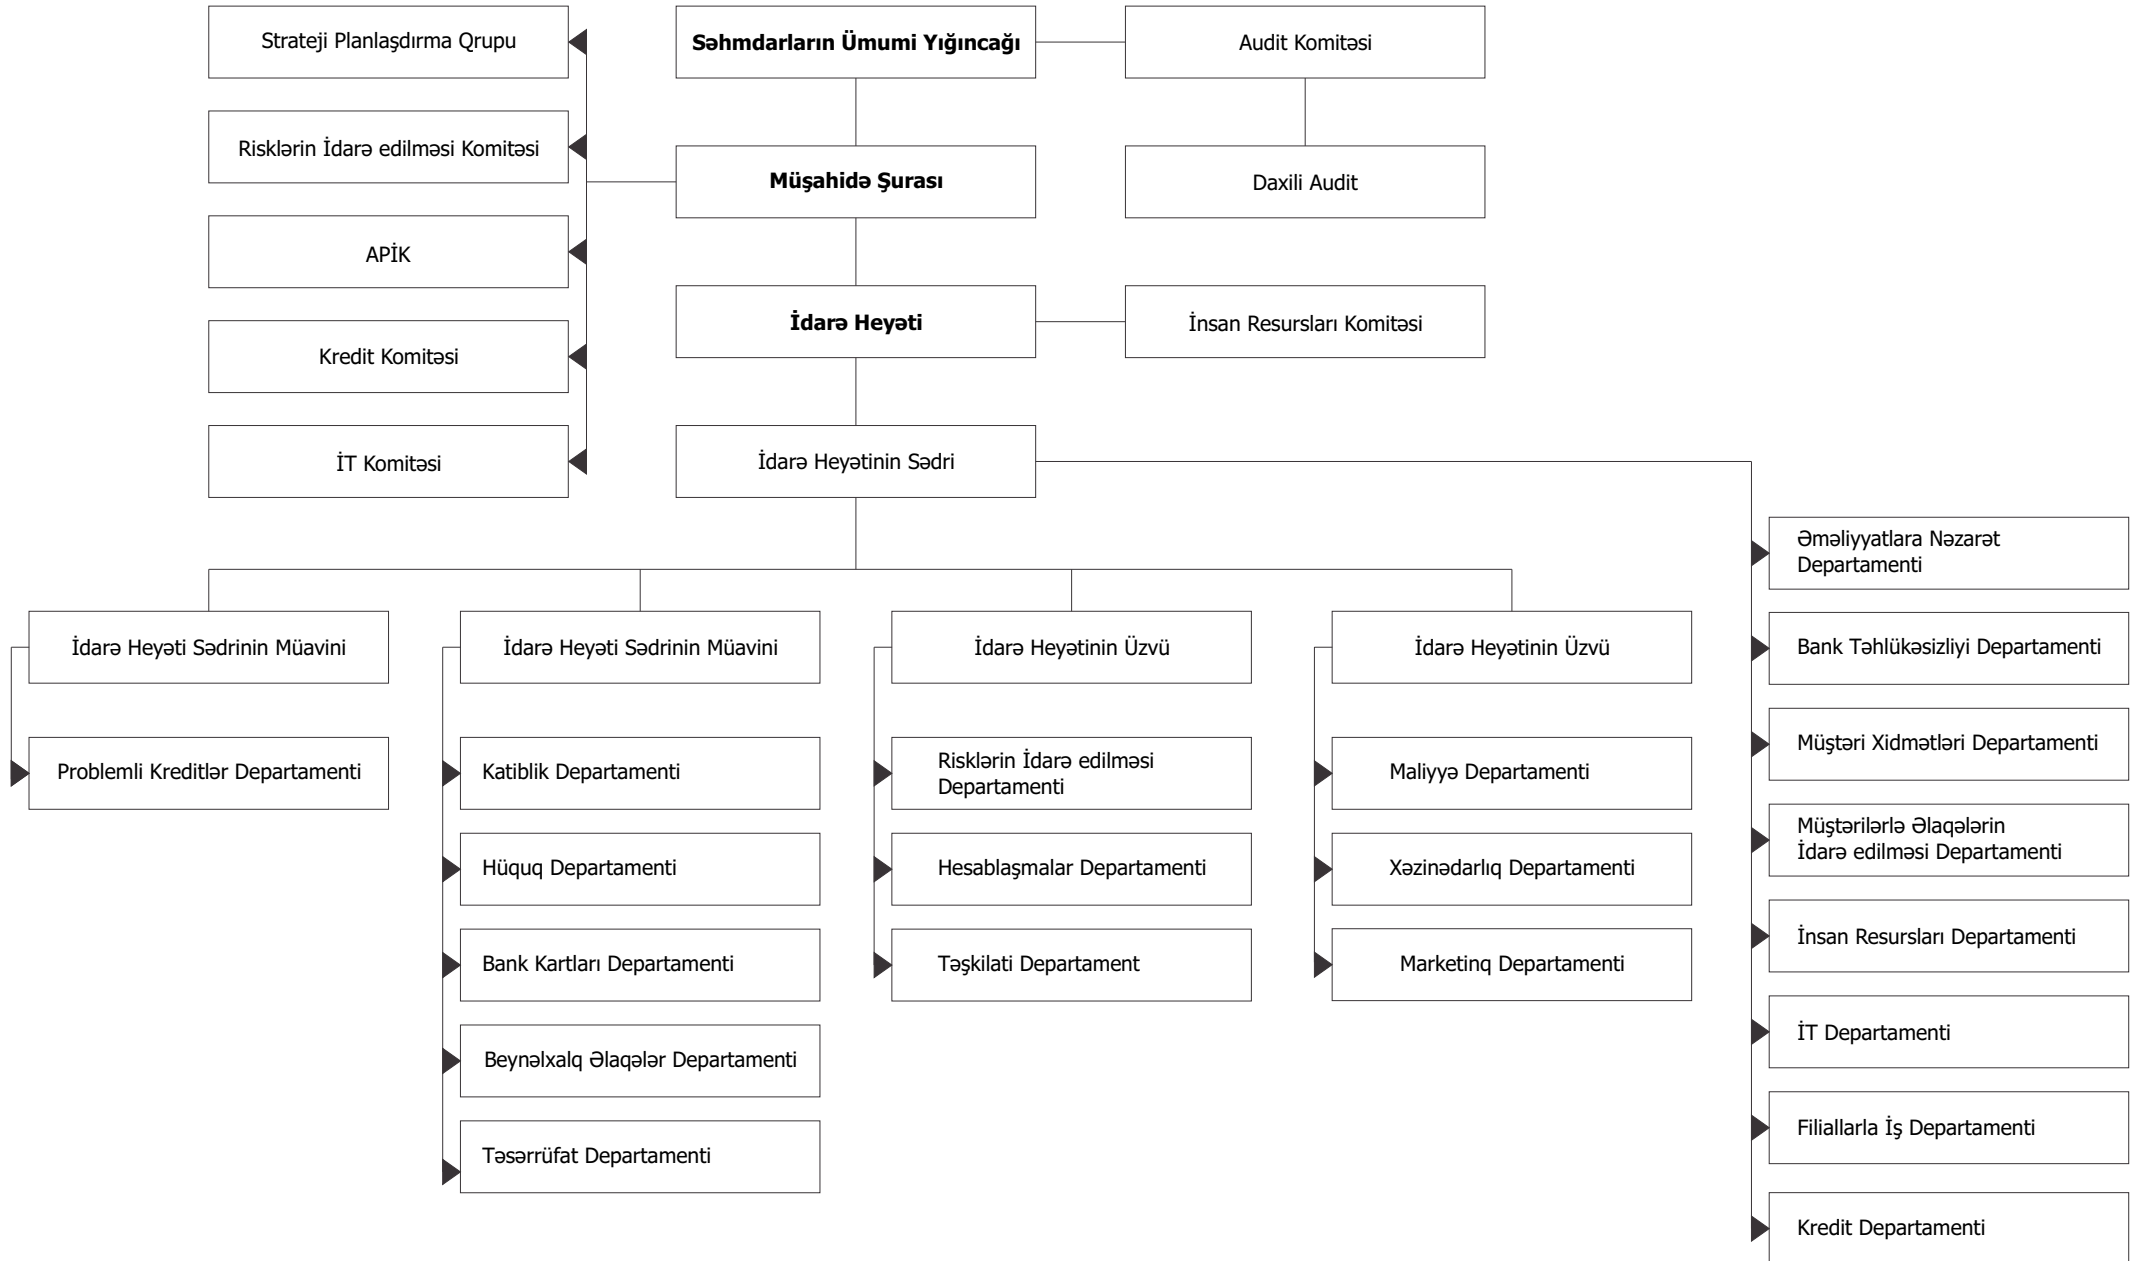 Strateji Planlaşdırma Qrupu
Səhmdarların Ümumi Yığıncağı
Audit Komitəsi
Risklərin İdarə edilməsi Komitəsi
Müşahidə Şurası
Daxili Audit
APİK
İdarə Heyəti
İnsan Resursları Komitəsi
Kredit Komitəsi
İT Komitəsi
İdarə Heyətinin Sədri
İdarə Heyəti Sədrinin Müavini
Problemli Kreditlər Departamenti
İdarə Heyəti Sədrinin Müavini
Katiblik Departamenti
Hüquq Departamenti
Bank Kartları Departamenti
Beynəlxalq Əlaqələr Departamenti
Təsərrüfat Departamenti
İdarə Heyətinin Üzvü
Risklərin İdarə edilməsi
Departamenti
Hesablaşmalar Departamenti
Təşkilati Departament
İdarə Heyətinin Üzvü
Maliyyə Departamenti
Xəzinədarlıq Departamenti
Marketinq Departamenti
Əməliyyatlara Nəzarət
Departamenti
Bank Təhlükəsizliyi Departamenti
Müştəri Xidmətləri Departamenti
Müştərilərlə Əlaqələrin
İdarə edilməsi Departamenti
İnsan Resursları Departamenti
İT Departamenti
Filiallarla İş Departamenti
Kredit Departamenti